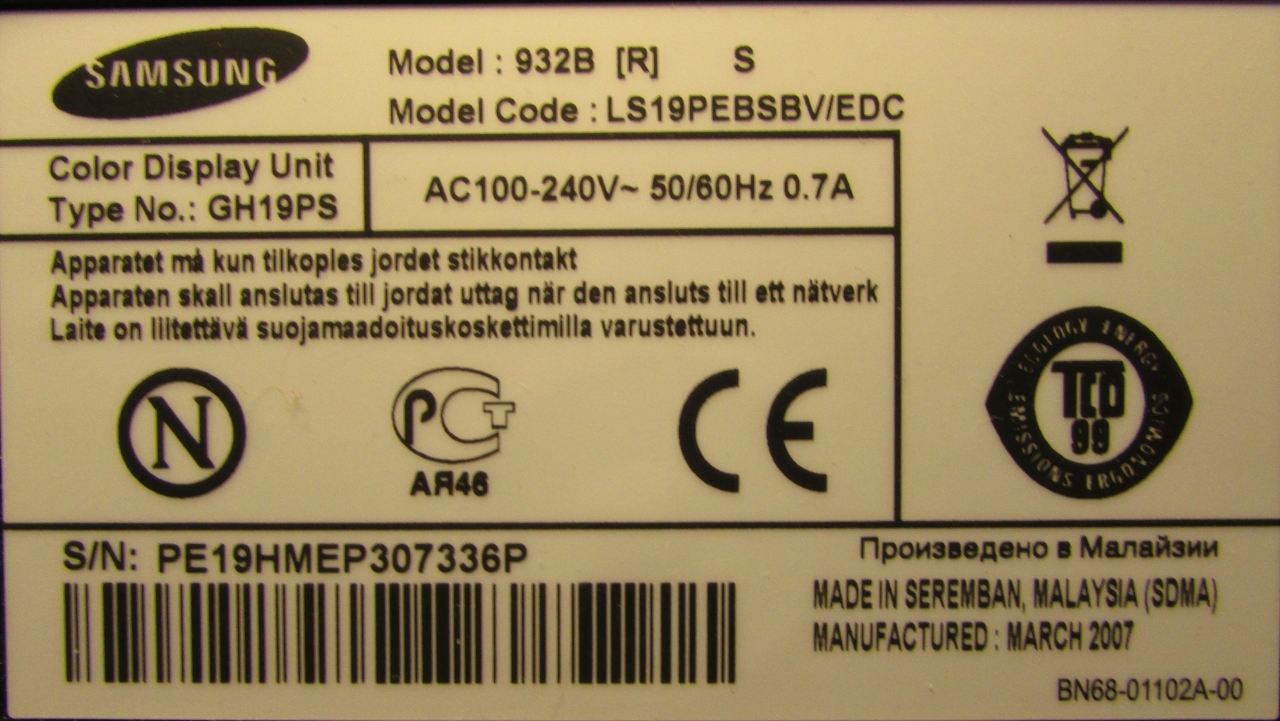 SAMSUNG
Model : 932B [R] S
Model Code : LS19PEBSBV/EDC
Color Display Unit
Type No.: GH19PS
AC100-240V~ 50/60Hz 0.7A
Apparatet må kun tilkoples jordet stikkontakt
Apparaten skall anslutas till jordat uttag när den ansluts till ett nätverk
Laite on liitettävä suojamaadoituskoskettimilla varustettuun.
N
РСТ
АЯ46
CE
ECOLOGY ENERGY
TCO
99
EMISSIONS ERGONOMICS
S/N: PE19HMEP307336P
Произведено в Малайзии
MADE IN SEREMBAN, MALAYSIA (SDMA)
MANUFACTURED : MARCH 2007
BN68-01102A-00